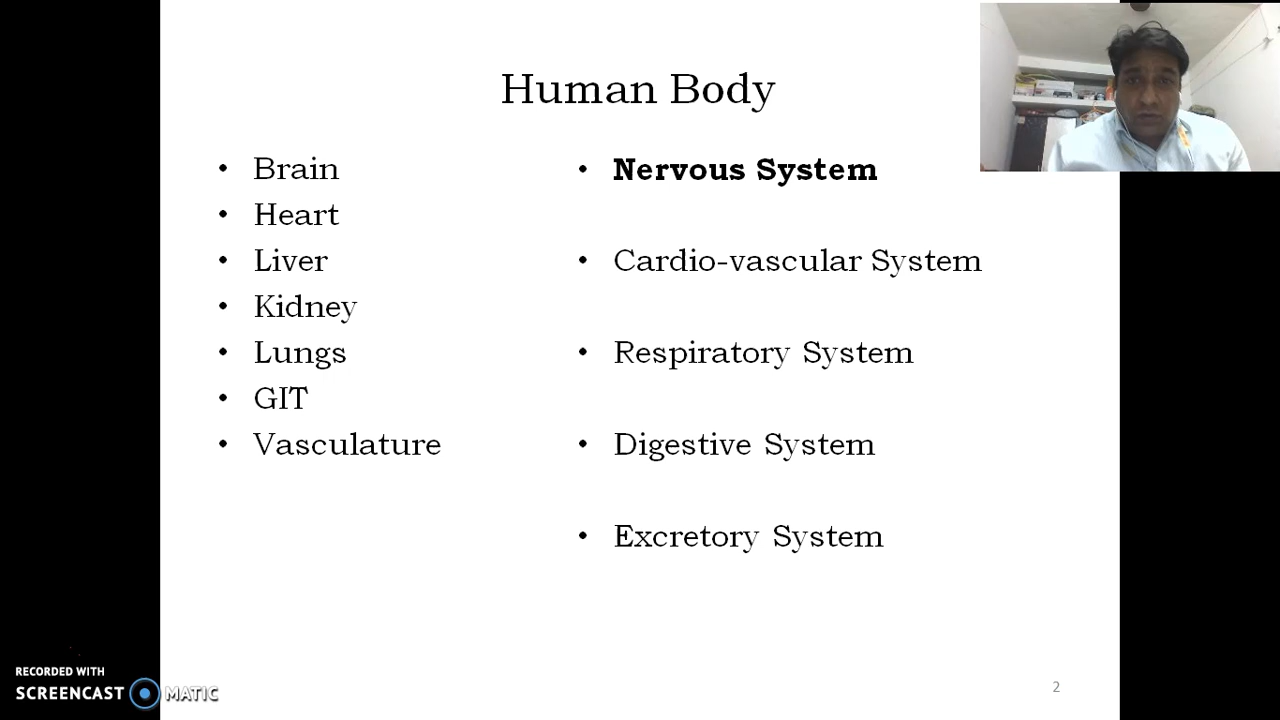 Human Body
• Brain
• Heart
• Liver
• Kidney
• Lungs
• GIT
• Vasculature
• Nervous System
• Cardio-vascular System
• Respiratory System
• Digestive System
• Excretory System
RECORDED WITH
SCREENCAST MATIC
2